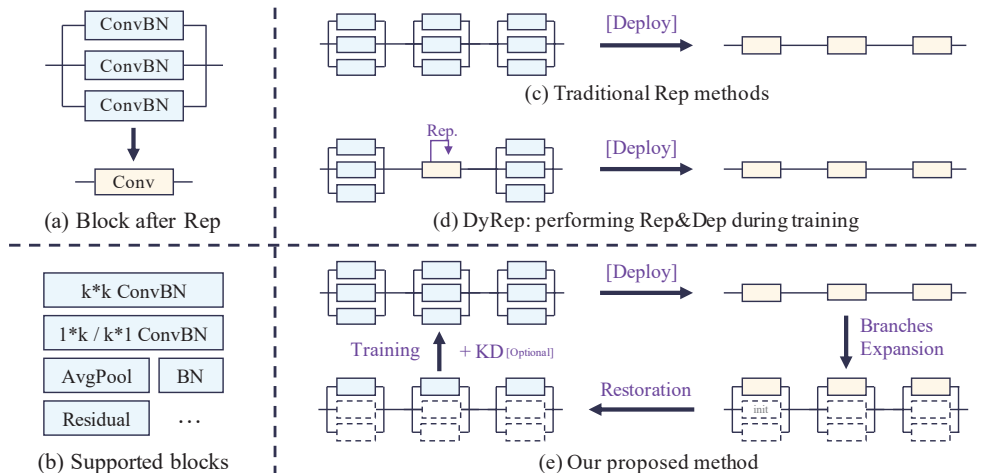 ConvBN
ConvBN
ConvBN
Conv
(a) Block after Rep
k*k ConvBN
1*k / k*1 ConvBN
AvgPool
BN
Residual
...
(b) Supported blocks
[Deploy]
(c) Traditional Rep methods
Rep.
[Deploy]
(d) DyRep: performing Rep&Dep during training
[Deploy]
Training
+ KD [Optional]
Branches
Expansion
Restoration
init
(e) Our proposed method